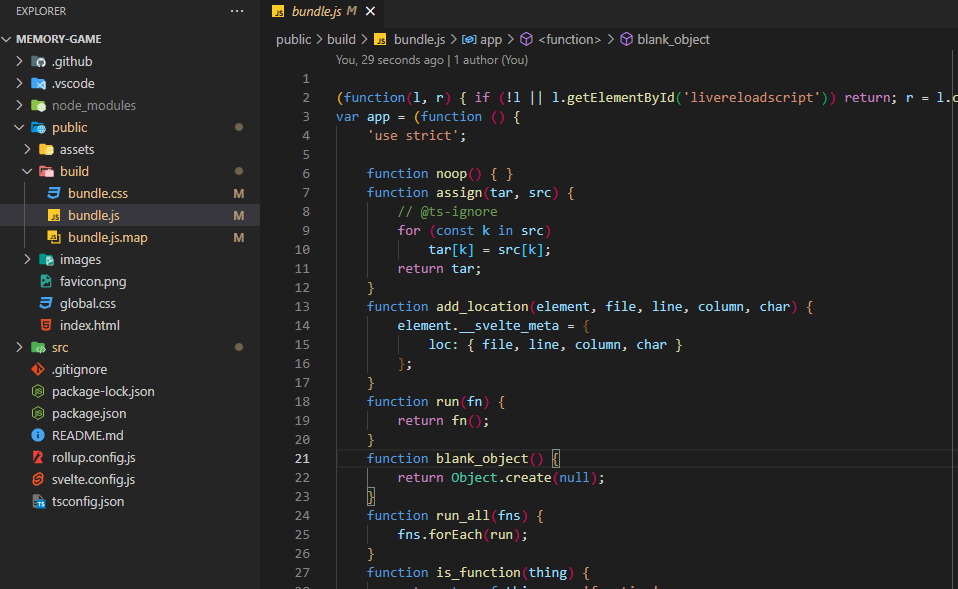 EXPLORER
MEMORY-GAME
.github
.vscode
node_modules
public
assets
build
bundle.css M
bundle.js M
bundle.js.map M
images
favicon.png
global.css
index.html
src
.gitignore
package-lock.json
package.json
README.md
rollup.config.js
svelte.config.js
tsconfig.json
bundle.js M
public > build > bundle.js > app > <function> > blank_object
You, 29 seconds ago | 1 author (You)
1
2 (function(l, r) { if (!l || l.getElementById('livereloadscript')) return; r = l.c
3 var app = (function () {
4 'use strict';
5
6 function noop() { }
7 function assign(tar, src) {
8 // @ts-ignore
9 for (const k in src)
10 tar[k] = src[k];
11 return tar;
12 }
13 function add_location(element, file, line, column, char) {
14 element.__svelte_meta = {
15 loc: { file, line, column, char }
16 };
17 }
18 function run(fn) {
19 return fn();
20 }
21 function blank_object() {
22 return Object.create(null);
23 }
24 function run_all(fns) {
25 fns.forEach(run);
26 }
27 function is_function(thing) {